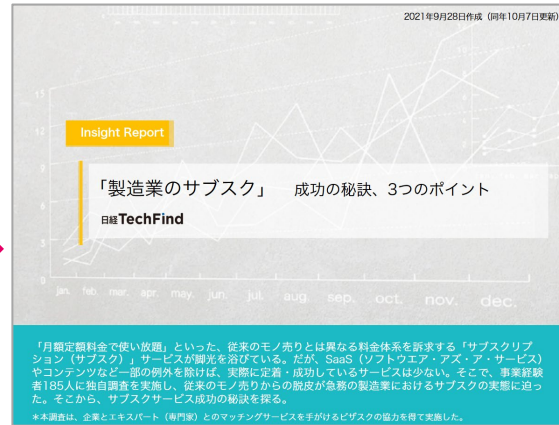 2021年9月28日作成（同年10月7日更新）
Insight Report
「製造業のサブスク」　成功の秘訣、3つのポイント
日経TechFind
15
12
9
6
3
0
jan. feb. mar. apr. may. jun. jul. aug. sep. oct. nov. dec.
「月額定額料金で使い放題」といった、従来のモノ売りとは異なる料金体系を訴求する「サブスクリプ
ション（サブスク）」サービスが脚光を浴びている。だが、SaaS（ソフトウエア・アズ・ア・サービス）
やコンテンツなど一部の例外を除けば、実際に定着・成功しているサービスは少ない。そこで、事業経験
者185人に独自調査を実施し、従来のモノ売りからの脱皮が急務の製造業におけるサブスクの実態に迫っ
た。そこから、サブスクサービス成功の秘訣を探る。
＊本調査は、企業とエキスパート（専門家）とのマッチングサービスを手がけるビザスクの協力を得て実施した。